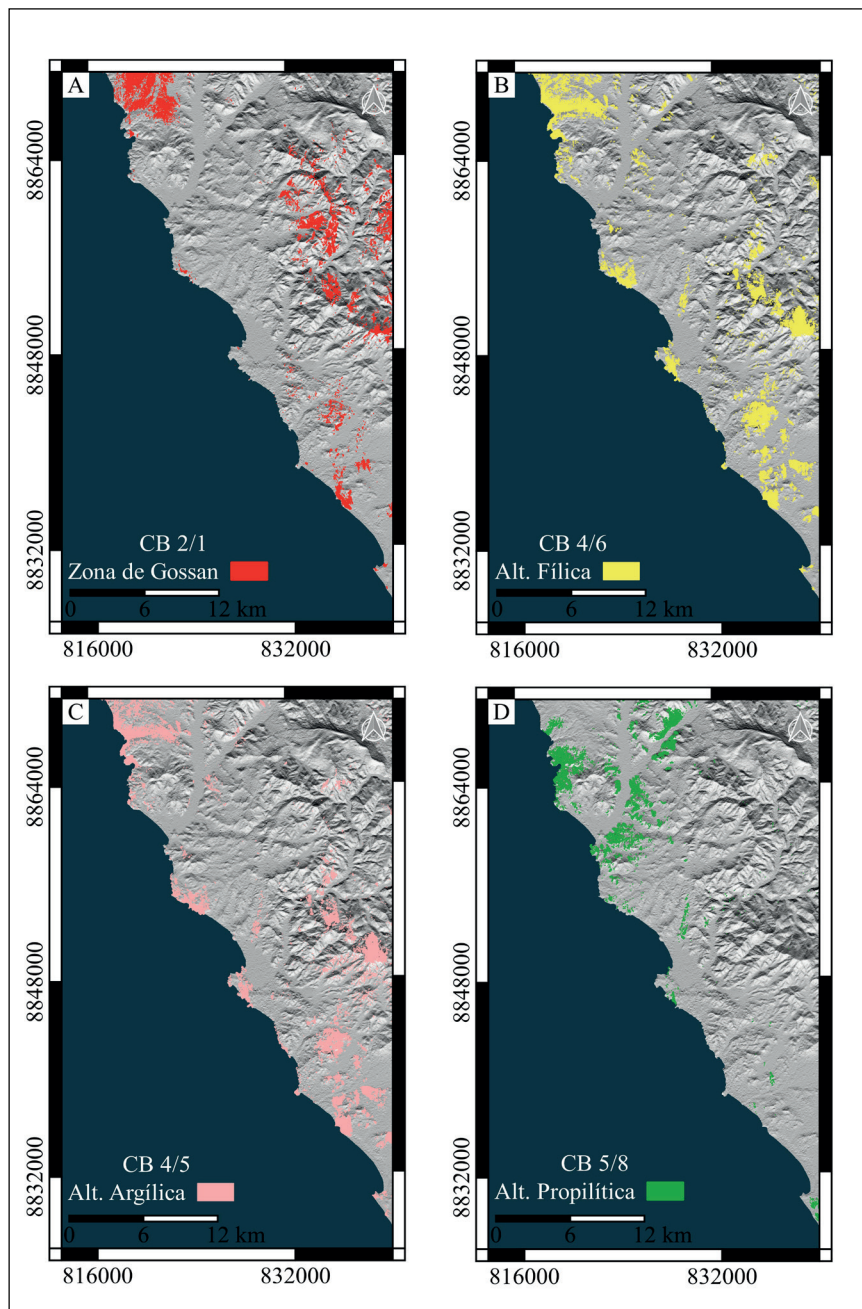 A
8864000
8848000
8832000
CB 2/1
Zona de Gossan
0 6 12 km
816000 832000
B
8864000
8848000
8832000
CB 4/6
Alt. Fílica
0 6 12 km
816000 832000
C
8864000
8848000
8832000
CB 4/5
Alt. Argílica
0 6 12 km
816000 832000
D
8864000
8848000
8832000
CB 5/8
Alt. Propilítica
0 6 12 km
816000 832000